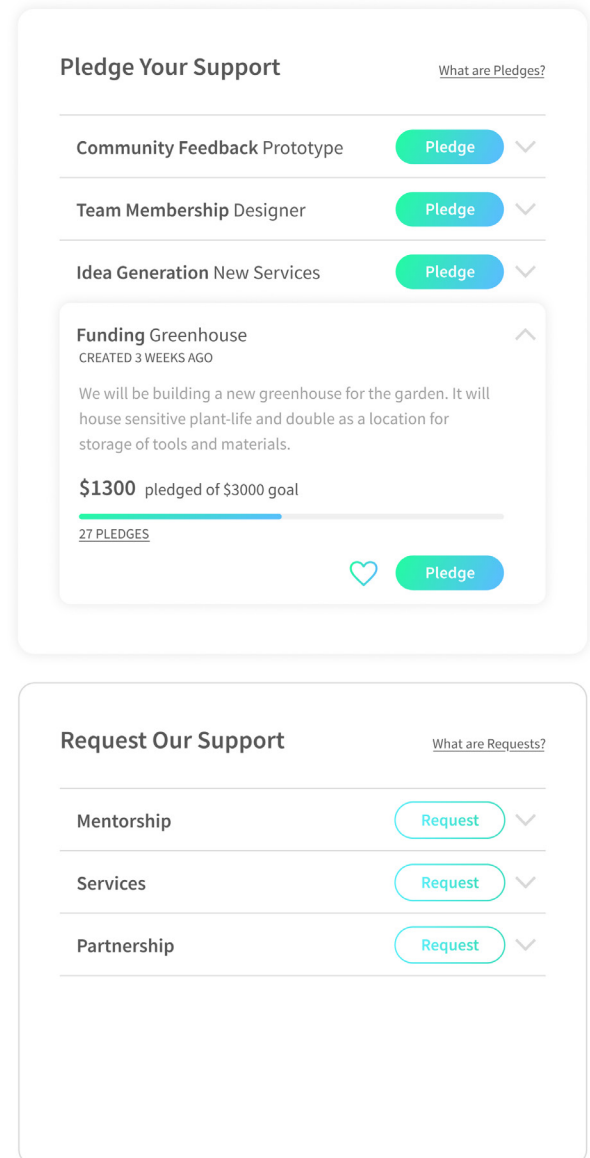 Pledge Your Support
What are Pledges?
Community Feedback Prototype
Pledge
Team Membership Designer
Pledge
Idea Generation New Services
Pledge
Funding Greenhouse
CREATED 3 WEEKS AGO
We will be building a new greenhouse for the garden. It will
house sensitive plant-life and double as a location for
storage of tools and materials.
$1300 pledged of $3000 goal
27 PLEDGES
Pledge
Request Our Support
What are Requests?
Mentorship
Request
Services
Request
Partnership
Request